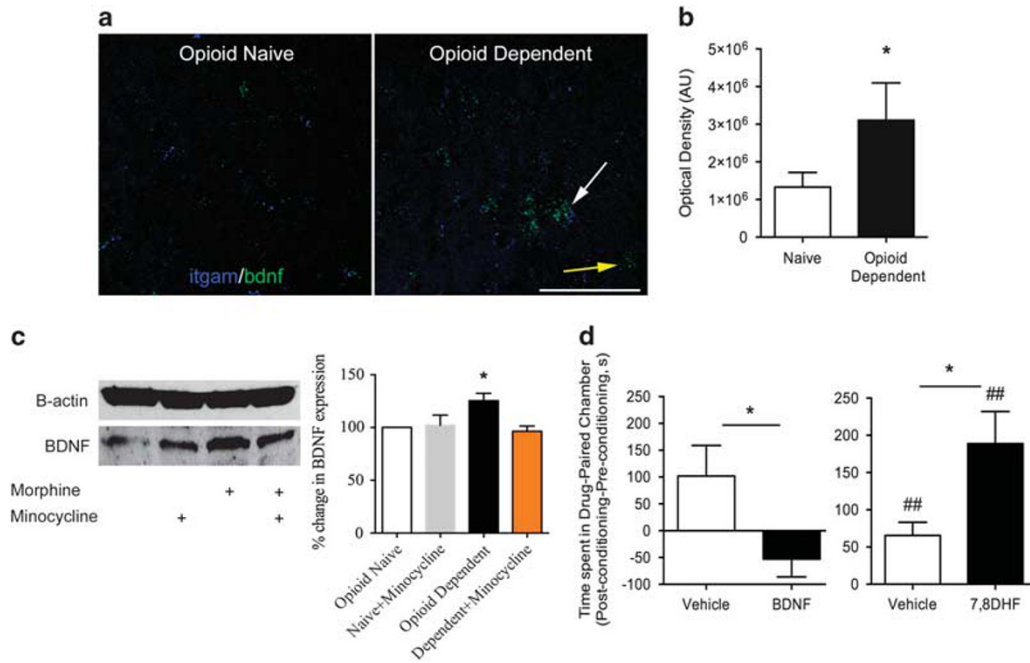 a
Opioid Naive
Opioid Dependent
itgam/bdnf
b
Optical Density (AU)
5×10⁶
4×10⁶
3×10⁶
2×10⁶
1×10⁶
0
*
Naive
Opioid
Dependent
c
B-actin
BDNF
Morphine + +
Minocycline + +
% change in BDNF expression
150
100
50
0
*
Opioid Naive
Naive+Minocycline
Opioid Dependent
Dependent+Minocycline
d
Time spent in Drug-Paired Chamber
(Post-conditioning-Pre-conditioning, s)
250
200
150
100
50
0
-50
-100
*
Vehicle
BDNF
250
200
150
100
50
0
*
##
##
Vehicle
7,8DHF